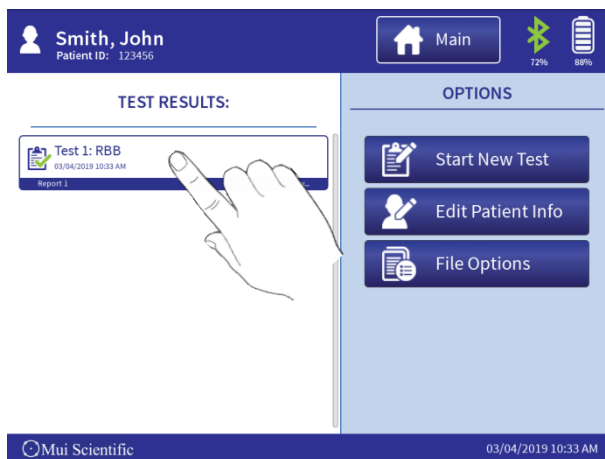 Smith, John
Patient ID: 123456
Main
72%
88%
TEST RESULTS:
Test 1: RBB
03/04/2019 10:33 AM
Report 1
OPTIONS
Start New Test
Edit Patient Info
File Options
Mui Scientific
03/04/2019 10:33 AM